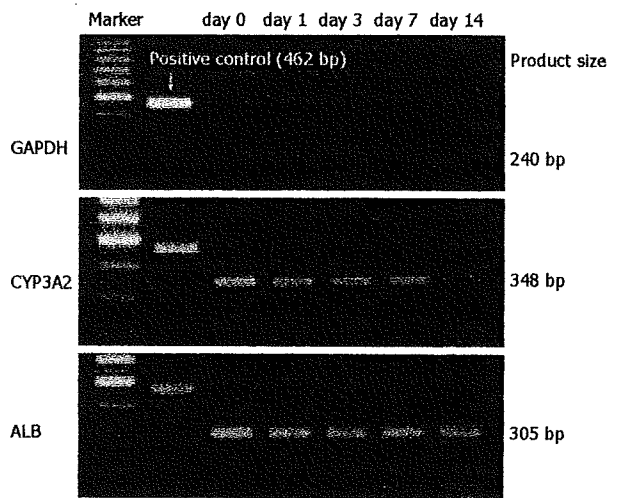 Marker day 0 day 1 day 3 day 7 day 14
Positive control (462 bp)
Product size
GAPDH
240 bp
CYP3A2
348 bp
ALB
305 bp